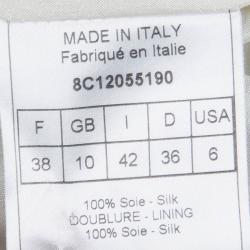 MADE IN ITALY
Fabriqué en Italie
8C12055190
F GB I D USA
38 10 42 36 6
100% Soie - Silk
DOUBLURE - LINING
100% Soie - Silk